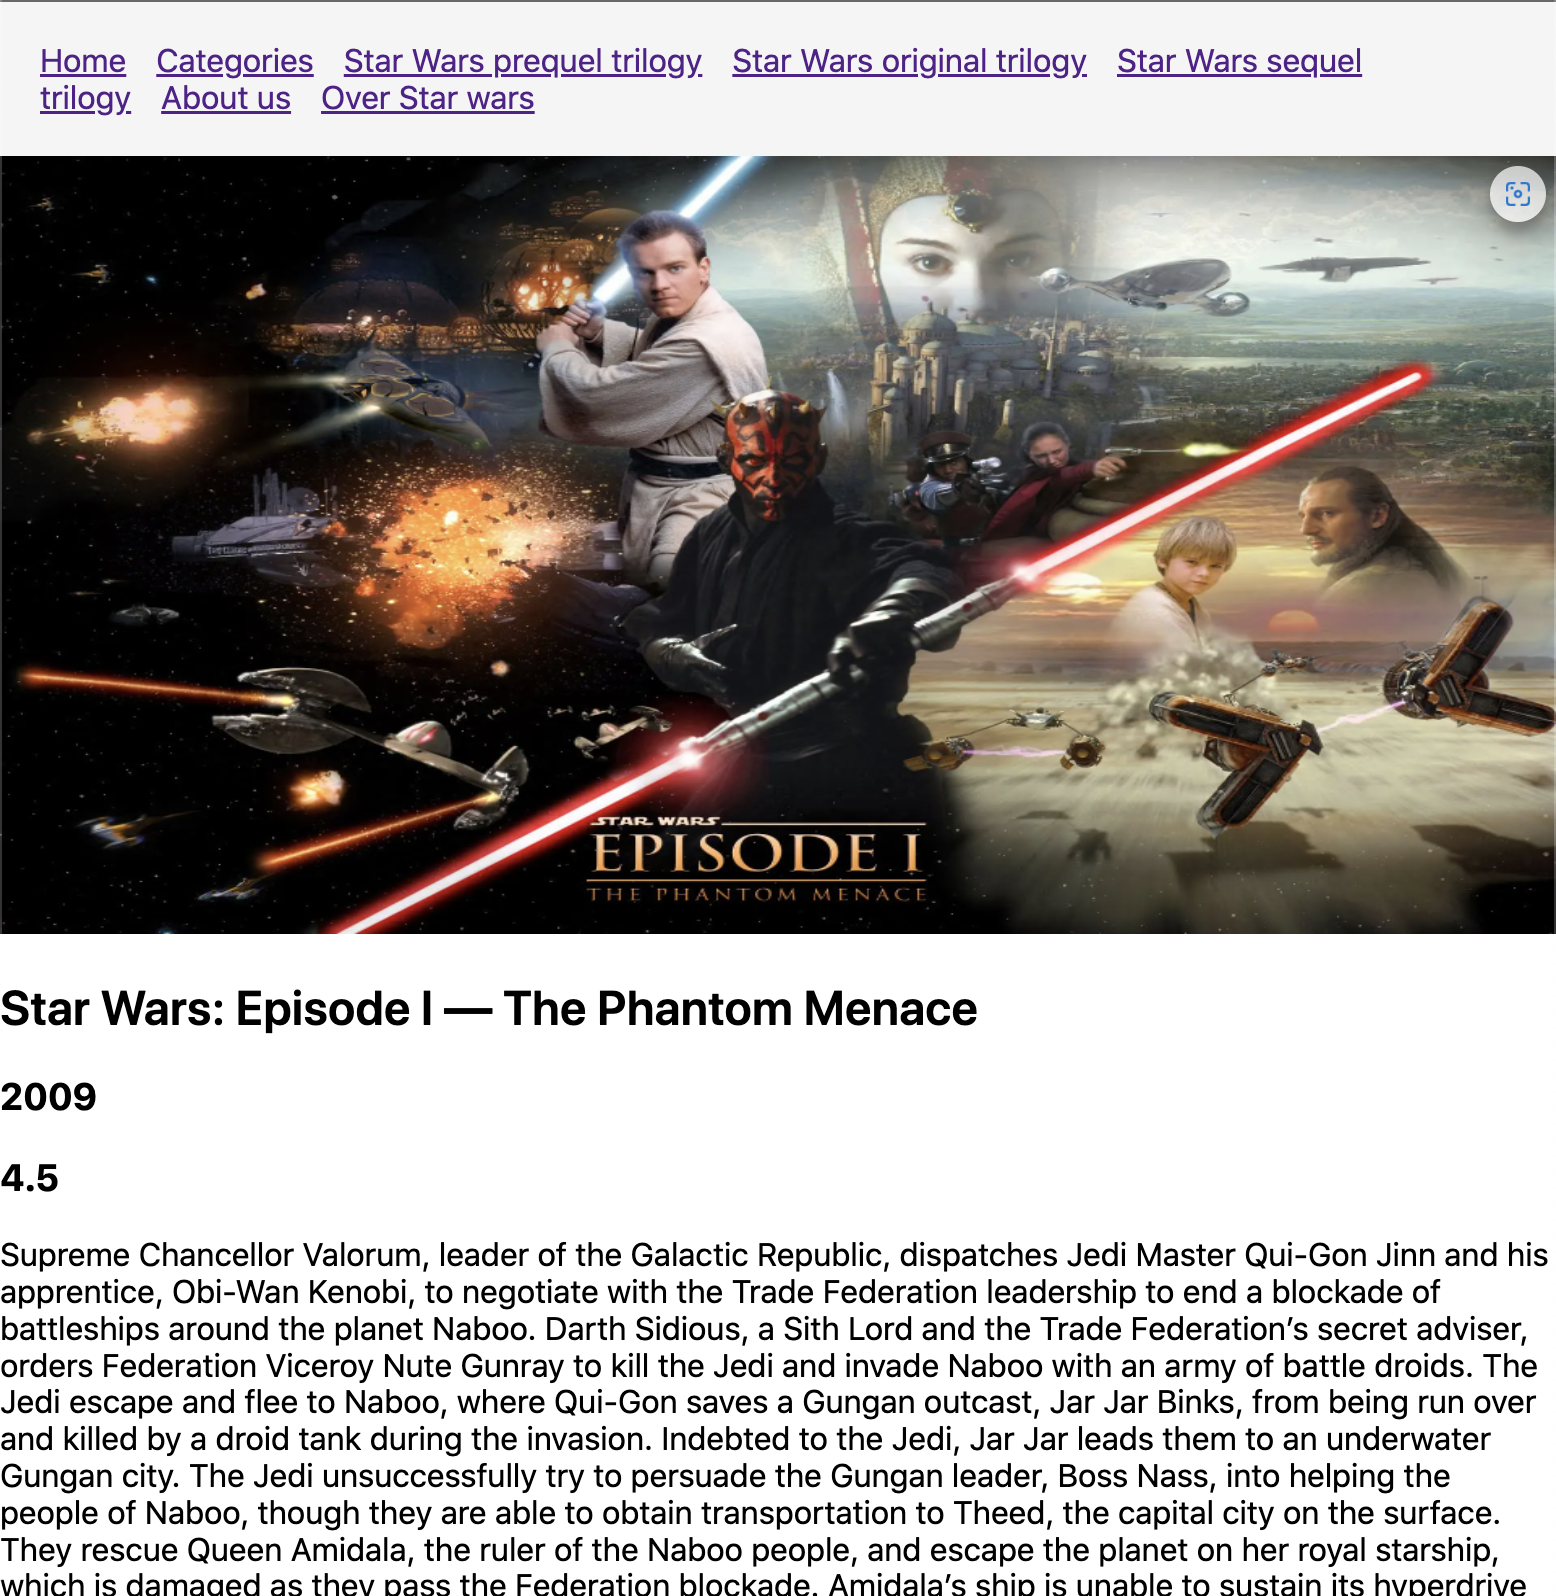 Home Categories Star Wars prequel trilogy Star Wars original trilogy Star Wars sequel
trilogy About us Over Star wars
STAR WARS
EPISODE I
THE PHANTOM MENACE
Star Wars: Episode I — The Phantom Menace
2009
4.5
Supreme Chancellor Valorum, leader of the Galactic Republic, dispatches Jedi Master Qui-Gon Jinn and his
apprentice, Obi-Wan Kenobi, to negotiate with the Trade Federation leadership to end a blockade of
battleships around the planet Naboo. Darth Sidious, a Sith Lord and the Trade Federation’s secret adviser,
orders Federation Viceroy Nute Gunray to kill the Jedi and invade Naboo with an army of battle droids. The
Jedi escape and flee to Naboo, where Qui-Gon saves a Gungan outcast, Jar Jar Binks, from being run over
and killed by a droid tank during the invasion. Indebted to the Jedi, Jar Jar leads them to an underwater
Gungan city. The Jedi unsuccessfully try to persuade the Gungan leader, Boss Nass, into helping the
people of Naboo, though they are able to obtain transportation to Theed, the capital city on the surface.
They rescue Queen Amidala, the ruler of the Naboo people, and escape the planet on her royal starship,
which is damaged as they pass the Federation blockade. Amidala’s ship is unable to sustain its hyperdrive